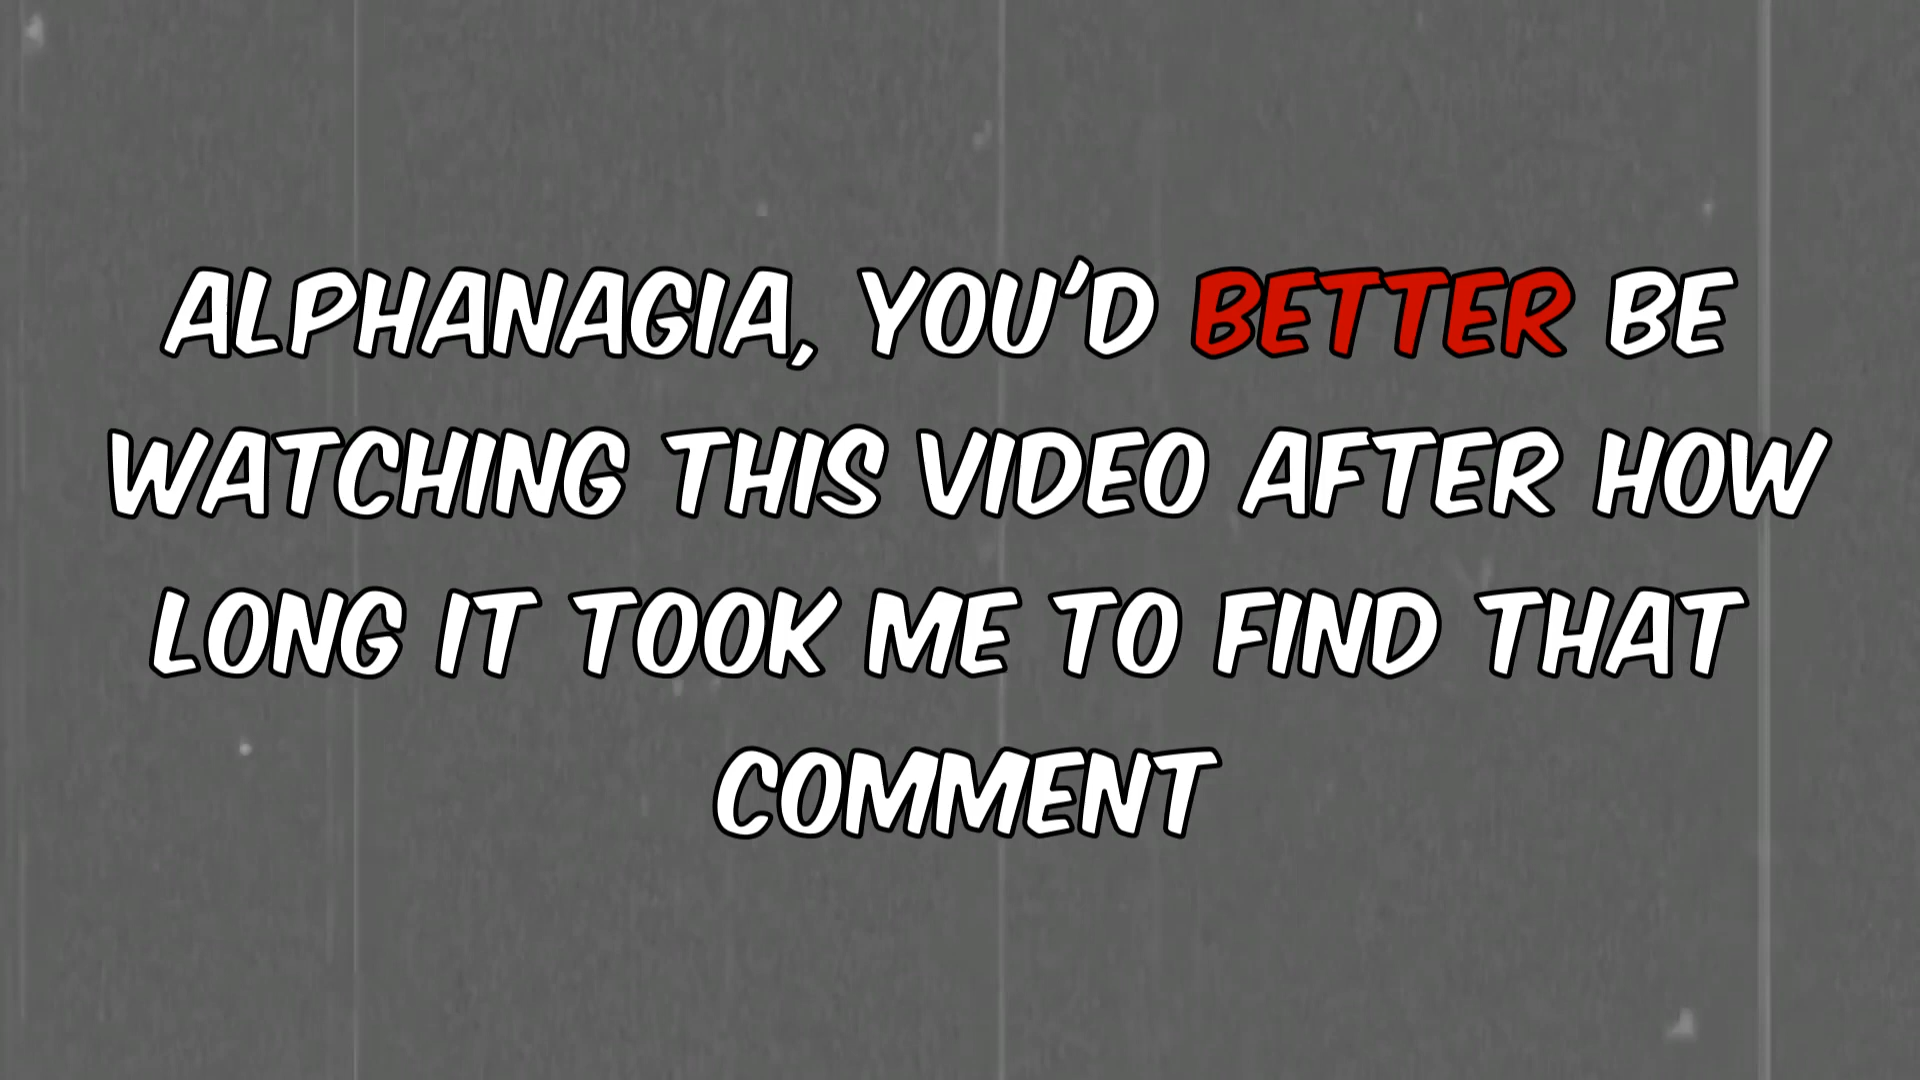 ALPHANAGIA, YOU'D BETTER BE
WATCHING THIS VIDEO AFTER HOW
LONG IT TOOK ME TO FIND THAT
COMMENT